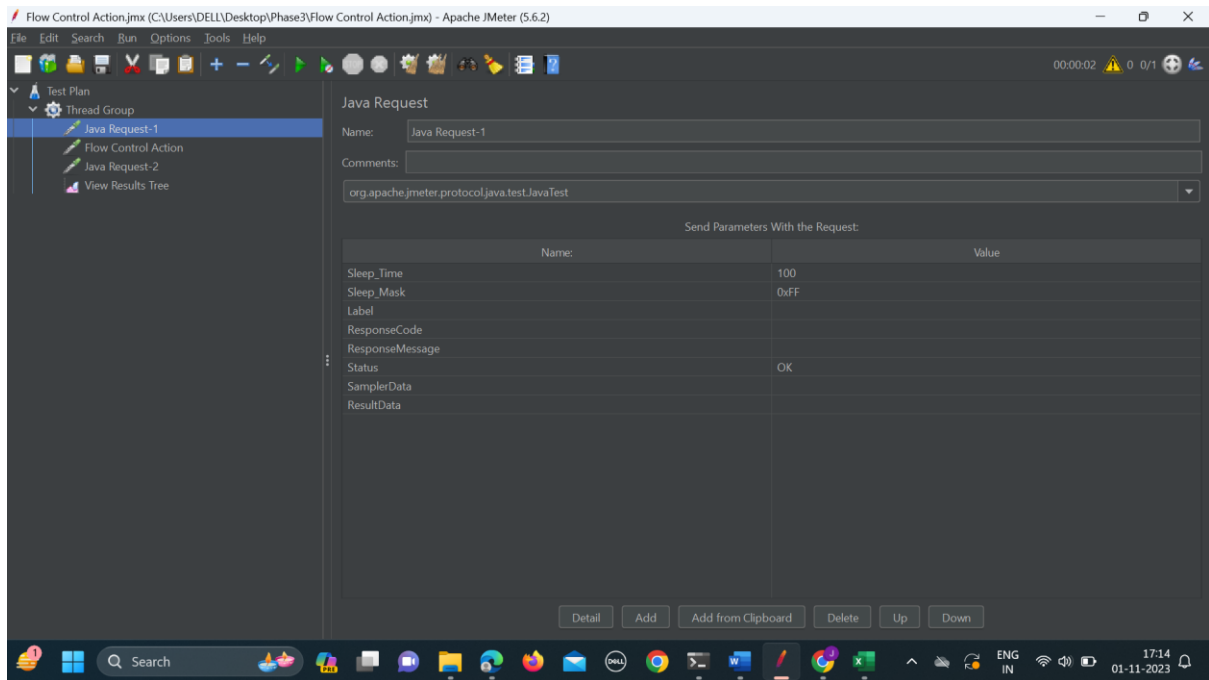 Flow Control Action.jmx (C:\Users\DELL\Desktop\Phase3\Flow Control Action.jmx) - Apache JMeter (5.6.2)
File Edit Search Run Options Tools Help
00:00:02 0 0/1
Test Plan
Thread Group
Java Request-1
Flow Control Action
Java Request-2
View Results Tree
Java Request
Name: Java Request-1
Comments:
org.apache.jmeter.protocol.java.test.JavaTest
Send Parameters With the Request:
Name: Value
Sleep_Time 100
Sleep_Mask 0xFF
Label
ResponseCode
ResponseMessage
Status OK
SamplerData
ResultData
Detail Add Add from Clipboard Delete Up Down
1 Search PRE DELL J ENG 17:14
IN 01-11-2023